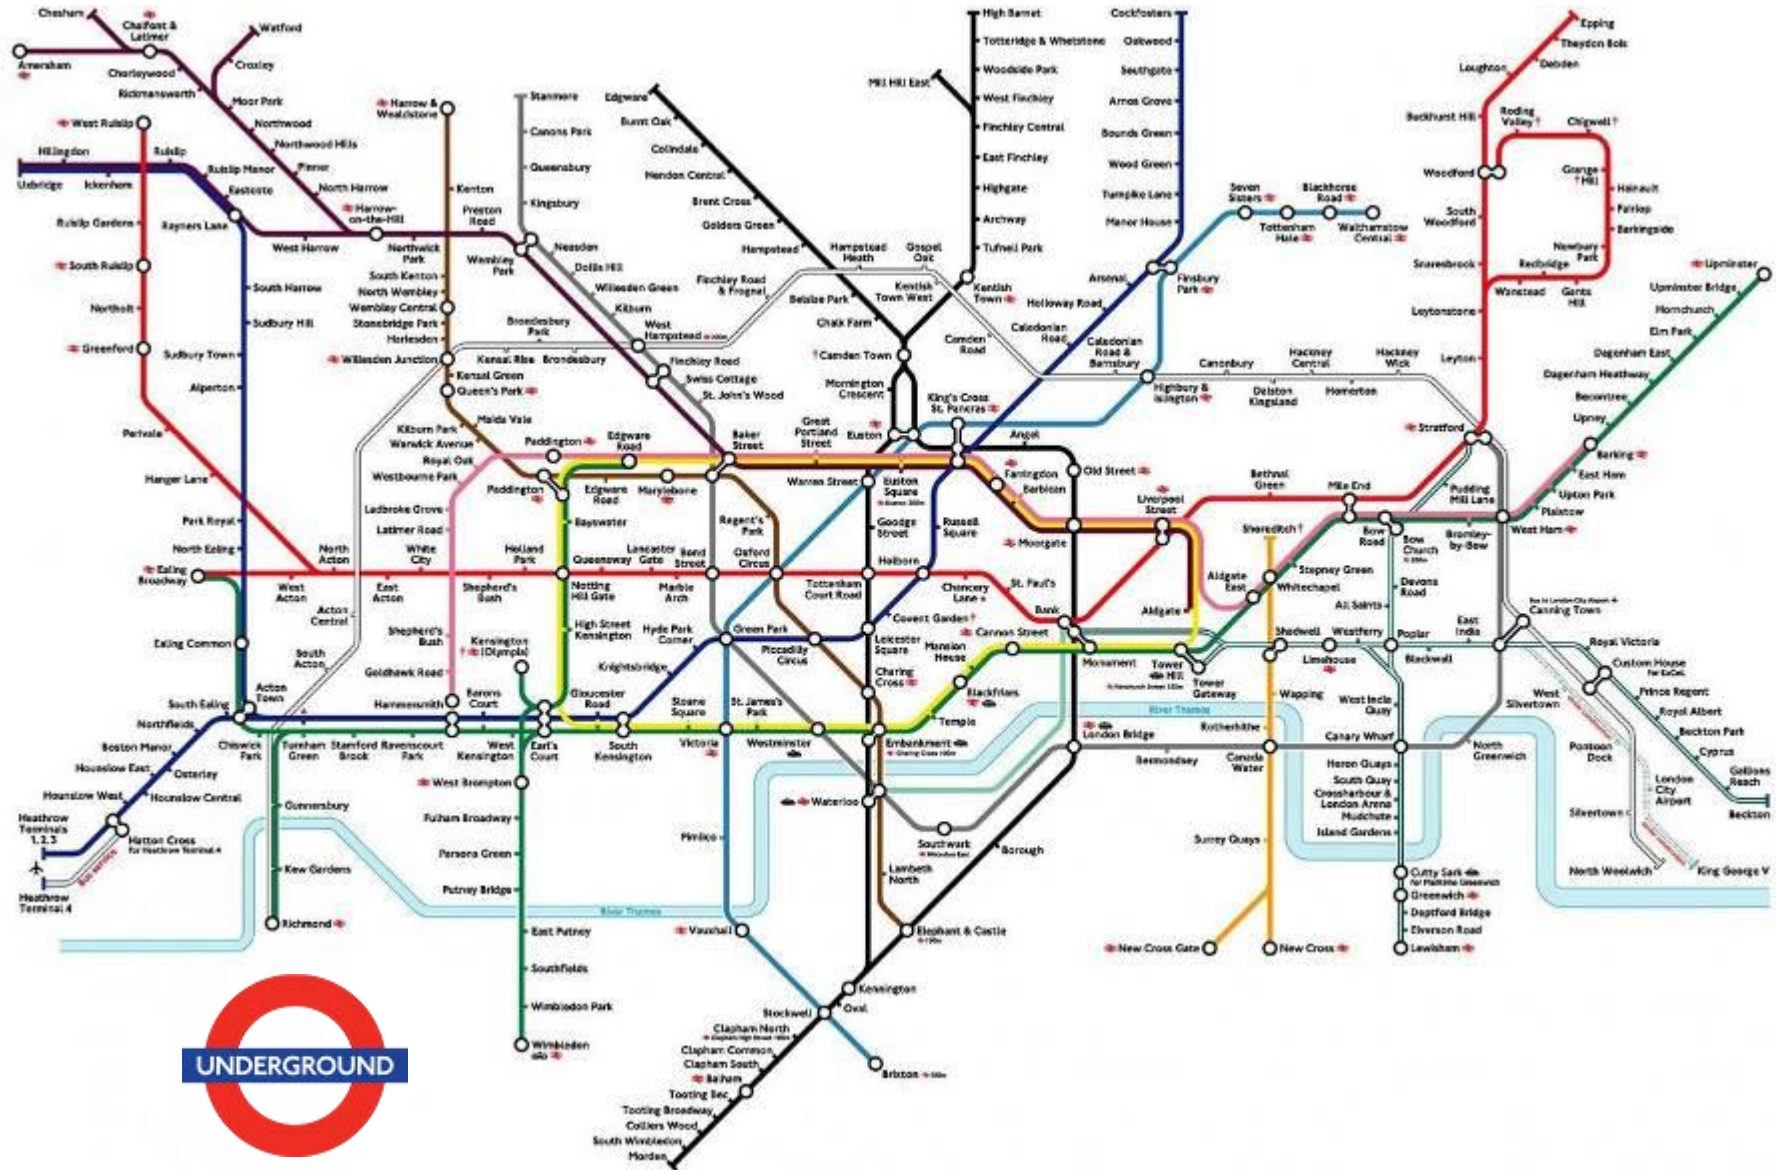 Chesham
Chalfont &
Latimer
Watford
Amersham
Chorleywood
Croxley
Rickmansworth
Moor Park
Northwood
Northwood Hills
Pinner
North Harrow
Harrow-
on-the-Hill
Harrow &
Wealdstone
West Ruislip
Hillingdon
Ruislip
Uxbridge
Ickenham
Ruislip Manor
Eastcote
Ruislip Gardens
Rayners Lane
West Harrow
Northwick
Park
Preston
Road
Kenton
South Ruislip
Northolt
Greenford
South Harrow
Sudbury Hill
Sudbury Town
Alperton
Perivale
Hanger Lane
Park Royal
North Ealing
Ealing
Broadway
Ealing Common
South Ealing
Northfields
Boston Manor
Hounslow East
Osterley
Hounslow West
Hounslow Central
Heathrow
Terminals
1,2,3
Hatton Cross
for Heathrow Terminal 4
Bus service
Heathrow
Terminal 4
Stanmore
Canons Park
Queensbury
Kingsbury
Wembley
Park
Neasden
Dollis Hill
Willesden Green
Kilburn
West
Hampstead
Finchley Road
Swiss Cottage
St. John's Wood
South Kenton
North Wembley
Wembley Central
Stonebridge Park
Harlesden
Willesden Junction
Kensal Green
Queen's Park
Kilburn Park
Maida Vale
Warwick Avenue
Royal Oak
Westbourne Park
Ladbroke Grove
Latimer Road
Brondesbury
Park
Kensal Rise
Brondesbury
Finchley Road
& Frognal
Hampstead
Heath
Gospel
Oak
Kentish
Town West
Camden
Road
Caledonian
Road &
Barnsbury
Canonbury
Hackney
Central
Hackney
Wick
Dalston
Kingsland
Homerton
Edgware
Burnt Oak
Colindale
Hendon Central
Brent Cross
Golders Green
Hampstead
Belsize Park
Chalk Farm
Camden Town
Mornington
Crescent
Euston
Mill Hill East
High Barnet
Totteridge & Whetstone
Woodside Park
West Finchley
Finchley Central
East Finchley
Highgate
Archway
Tufnell Park
Kentish
Town
Cockfosters
Oakwood
Southgate
Arnos Grove
Bounds Green
Wood Green
Turnpike Lane
Manor House
Arsenal
Finsbury
Park
Holloway Road
Caledonian
Road
Seven
Sisters
Blackhorse
Road
Tottenham
Hale
Walthamstow
Central
Highbury &
Islington
Epping
Theydon Bois
Debden
Loughton
Buckhurst Hill
Roding
Valley
Chigwell
Woodford
Grange
Hill
Hainault
Fairlop
Barkingside
Newbury
Park
South
Woodford
Snaresbrook
Redbridge
Wanstead
Gants
Hill
Leytonstone
Leyton
Stratford
Upminster
Upminster Bridge
Hornchurch
Elm Park
Dagenham East
Dagenham Heathway
Becontree
Upney
Barking
East Ham
Upton Park
Plaistow
West Ham
Paddington
Edgware
Road
Baker
Street
Great
Portland
Street
King's Cross
St. Pancras
Angel
Old Street
Farringdon
Barbican
Moorgate
Liverpool
Street
Bethnal
Green
Mile End
Pudding
Mill Lane
Bow
Road
Bow
Church
Bromley-
by-Bow
Paddington
Edgware
Road
Marylebone
Warren Street
Euston
Square
Bayswater
Regent's
Park
Goodge
Street
Russell
Square
Shoreditch
Stepney Green
Whitechapel
Aldgate
East
Aldgate
Devons
Road
All Saints
North
Acton
White
City
Holland
Park
Queensway
Lancaster
Gate
Bond
Street
Oxford
Circus
Holborn
West
Acton
East
Acton
Shepherd's
Bush
Notting
Hill Gate
Marble
Arch
Tottenham
Court Road
Chancery
Lane
St. Paul's
Bank
Acton
Central
South
Acton
Shepherd's
Bush
Goldhawk Road
Hammersmith
Kensington
(Olympia)
High Street
Kensington
Hyde Park
Corner
Green Park
Piccadilly
Circus
Leicester
Square
Covent Garden
Cannon Street
Mansion
House
Monument
Tower
Hill
Tower
Gateway
Shadwell
Limehouse
Westferry
Poplar
Blackwall
East
India
Canning Town
Royal Victoria
Custom House
for ExCeL
Prince Regent
Royal Albert
Beckton Park
Cyprus
Gallions
Reach
Beckton
Acton
Town
Chiswick
Park
Turnham
Green
Stamford
Brook
Ravenscourt
Park
Barons
Court
West
Kensington
Earl's
Court
Gloucester
Road
South
Kensington
Knightsbridge
Sloane
Square
Victoria
St. James's
Park
Westminster
Charing
Cross
Embankment
Temple
Blackfriars
River Thames
London Bridge
Bermondsey
Canada
Water
Wapping
Rotherhithe
Surrey Quays
New Cross Gate
New Cross
West India
Quay
Canary Wharf
Heron Quays
South Quay
Crossharbour &
London Arena
Mudchute
Island Gardens
Cutty Sark
for Maritime Greenwich
Greenwich
Deptford Bridge
Elverson Road
Lewisham
North
Greenwich
West
Silvertown
Pontoon
Dock
London
City
Airport
Silvertown
North Woolwich
King George V
Gunnersbury
Kew Gardens
Richmond
West Brompton
Fulham Broadway
Parsons Green
Putney Bridge
East Putney
Southfields
Wimbledon Park
Wimbledon
River Thames
Pimlico
Vauxhall
Waterloo
Southwark
Lambeth
North
Borough
Elephant & Castle
Kennington
Oval
Stockwell
Brixton
Clapham North
Clapham Common
Clapham South
Balham
Tooting Bec
Tooting Broadway
Colliers Wood
South Wimbledon
Morden
UNDERGROUND